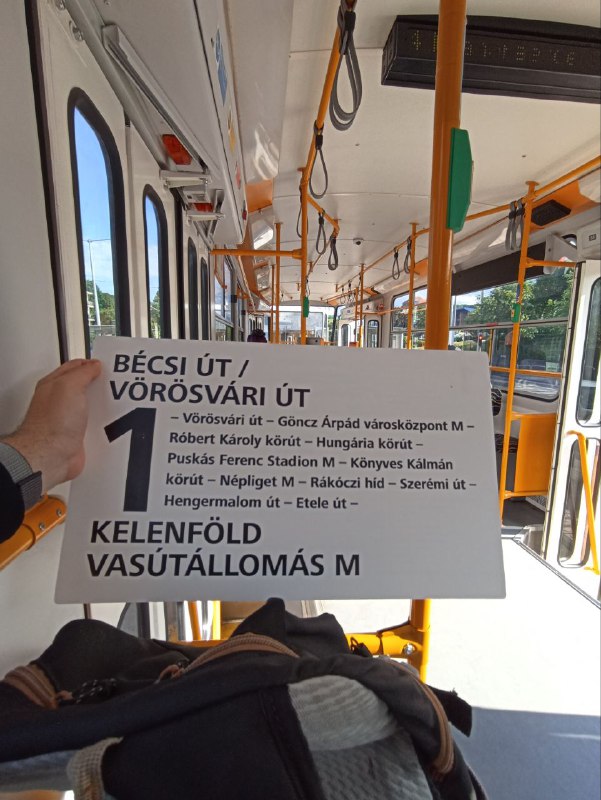 BÉCSI ÚT /
VÖRÖSVÁRI ÚT
1
– Vörösvári út – Göncz Árpád városközpont M –
Róbert Károly körút – Hungária körút –
Puskás Ferenc Stadion M – Könyves Kálmán
körút – Népliget M – Rákóczi híd – Szerémi út –
Hengermalom út – Etele út –
KELENFÖLD
VASÚTÁLLOMÁS M